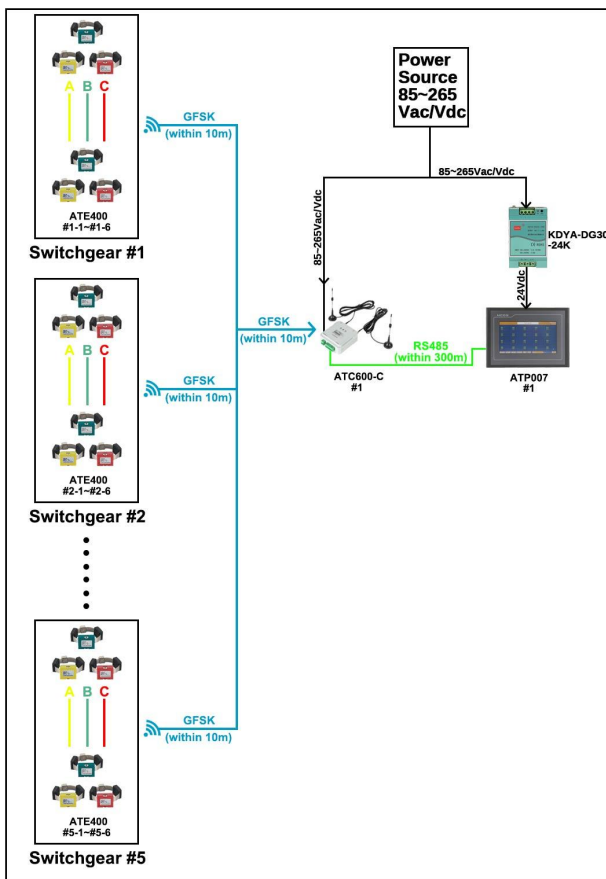 A B C
ATE400
#1-1~#1-6
Switchgear #1
GFSK
(within 10m)
A B C
ATE400
#2-1~#2-6
Switchgear #2
GFSK
(within 10m)
A B C
ATE400
#5-1~#5-6
Switchgear #5
GFSK
(within 10m)
GFSK
(within 10m)
Power
Source
85~265
Vac/Vdc
85~265Vac/Vdc
85~265Vac/Vdc
KDYA-DG30
-24K
24Vdc
RS485
(within 300m)
ATC600-C
#1
ATP007
#1